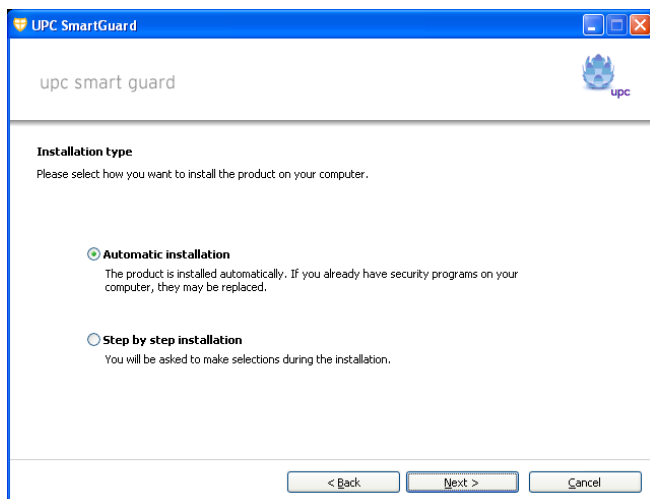 UPC SmartGuard
upc smart guard
upc
Installation type
Please select how you want to install the product on your computer.
Automatic installation
The product is installed automatically. If you already have security programs on your
computer, they may be replaced.
Step by step installation
You will be asked to make selections during the installation.
< Back
Next >
Cancel